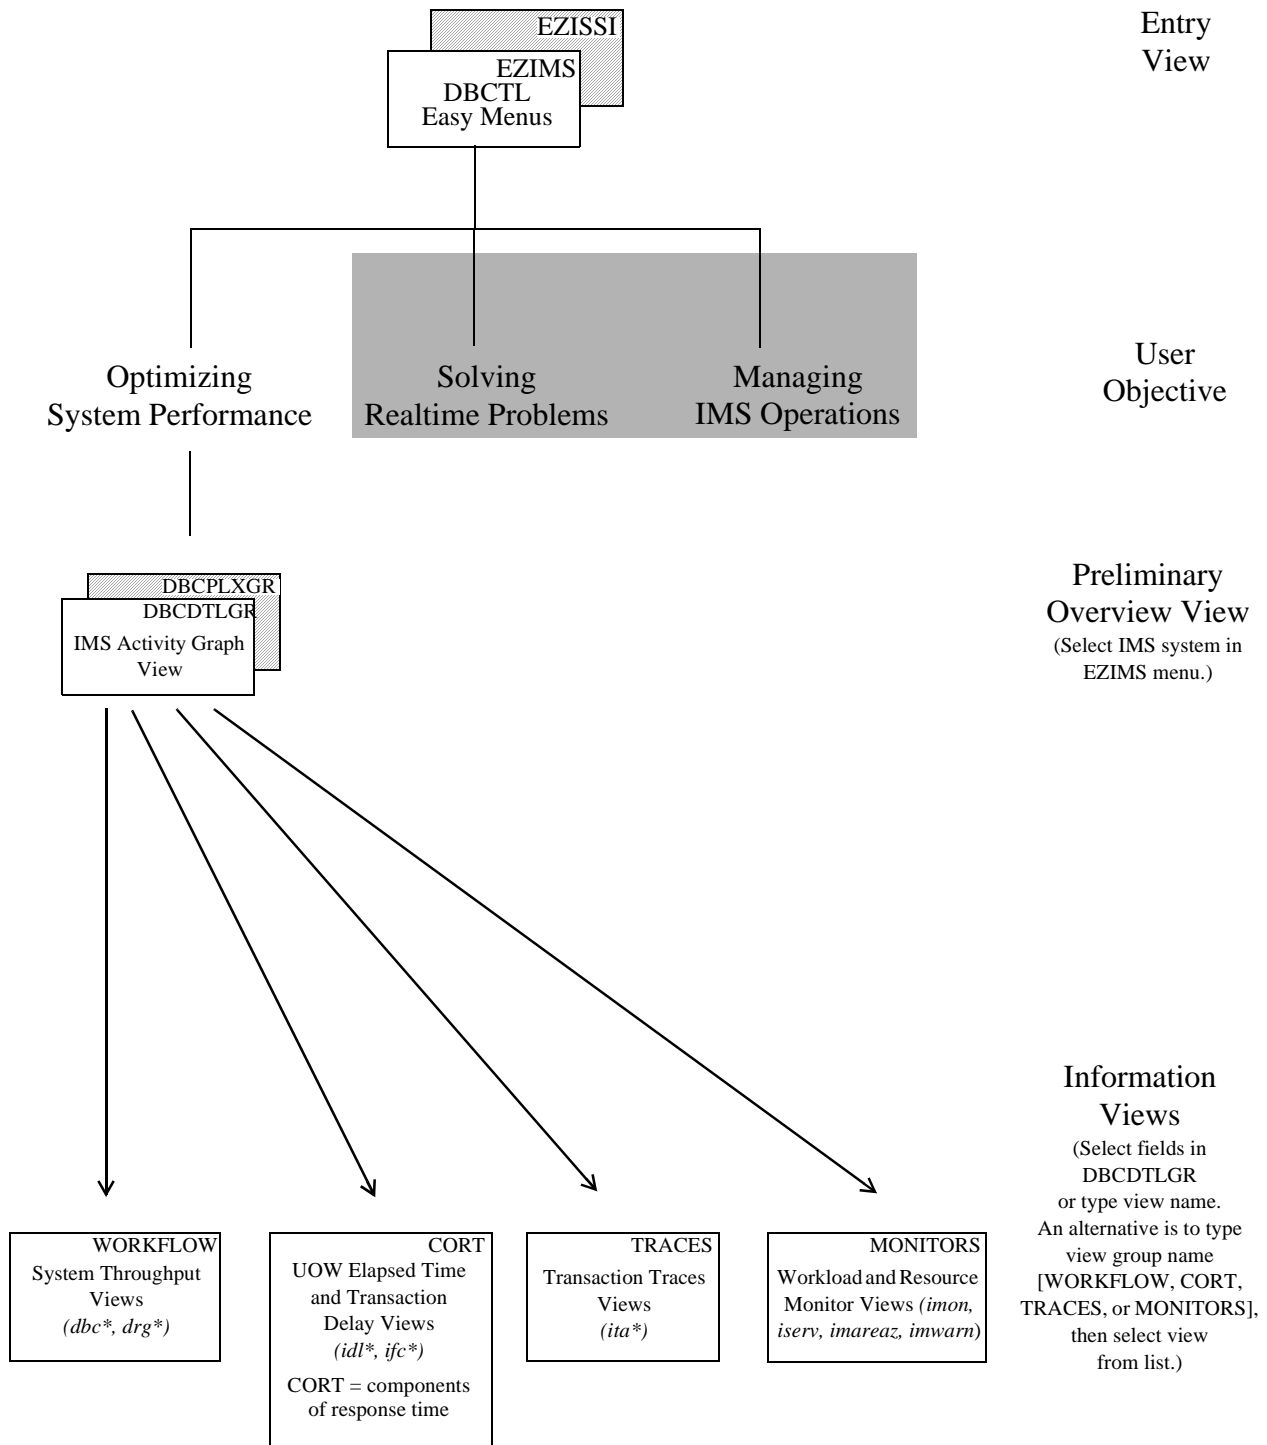 EZISSI
EZIMS
DBCTL
Easy Menus
Entry
View
Optimizing
System Performance
Solving
Realtime Problems
Managing
IMS Operations
User
Objective
DBCPLXGR
DBCDTLGR
IMS Activity Graph
View
Preliminary
Overview View
(Select IMS system in
EZIMS menu.)
Information
Views
(Select fields in
DBCDTLGR
or type view name.
An alternative is to type
view group name
[WORKFLOW, CORT,
TRACES, or MONITORS],
then select view
from list.)
WORKFLOW
System Throughput
Views
(dbc*, drg*)
CORT
UOW Elapsed Time
and Transaction
Delay Views
(idl*, ifc*)
CORT = components
of response time
TRACES
Transaction Traces
Views
(ita*)
MONITORS
Workload and Resource
Monitor Views (imon,
iserv, imareaz, imwarn)